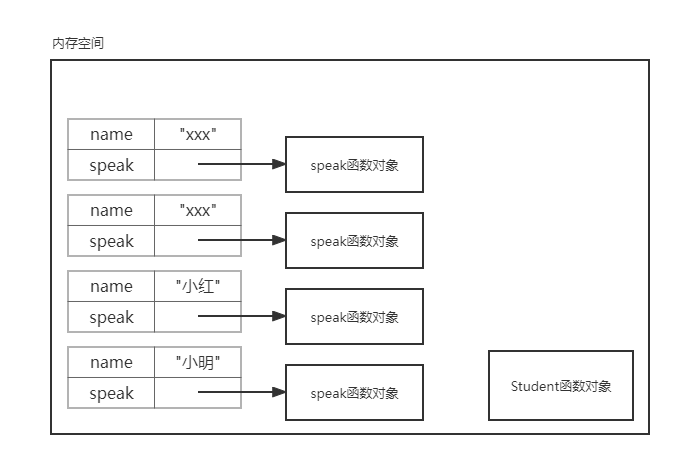 内存空间
name "xxx"
speak speak函数对象
name "xxx"
speak speak函数对象
name "小红"
speak speak函数对象
name "小明"
speak speak函数对象
Student函数对象